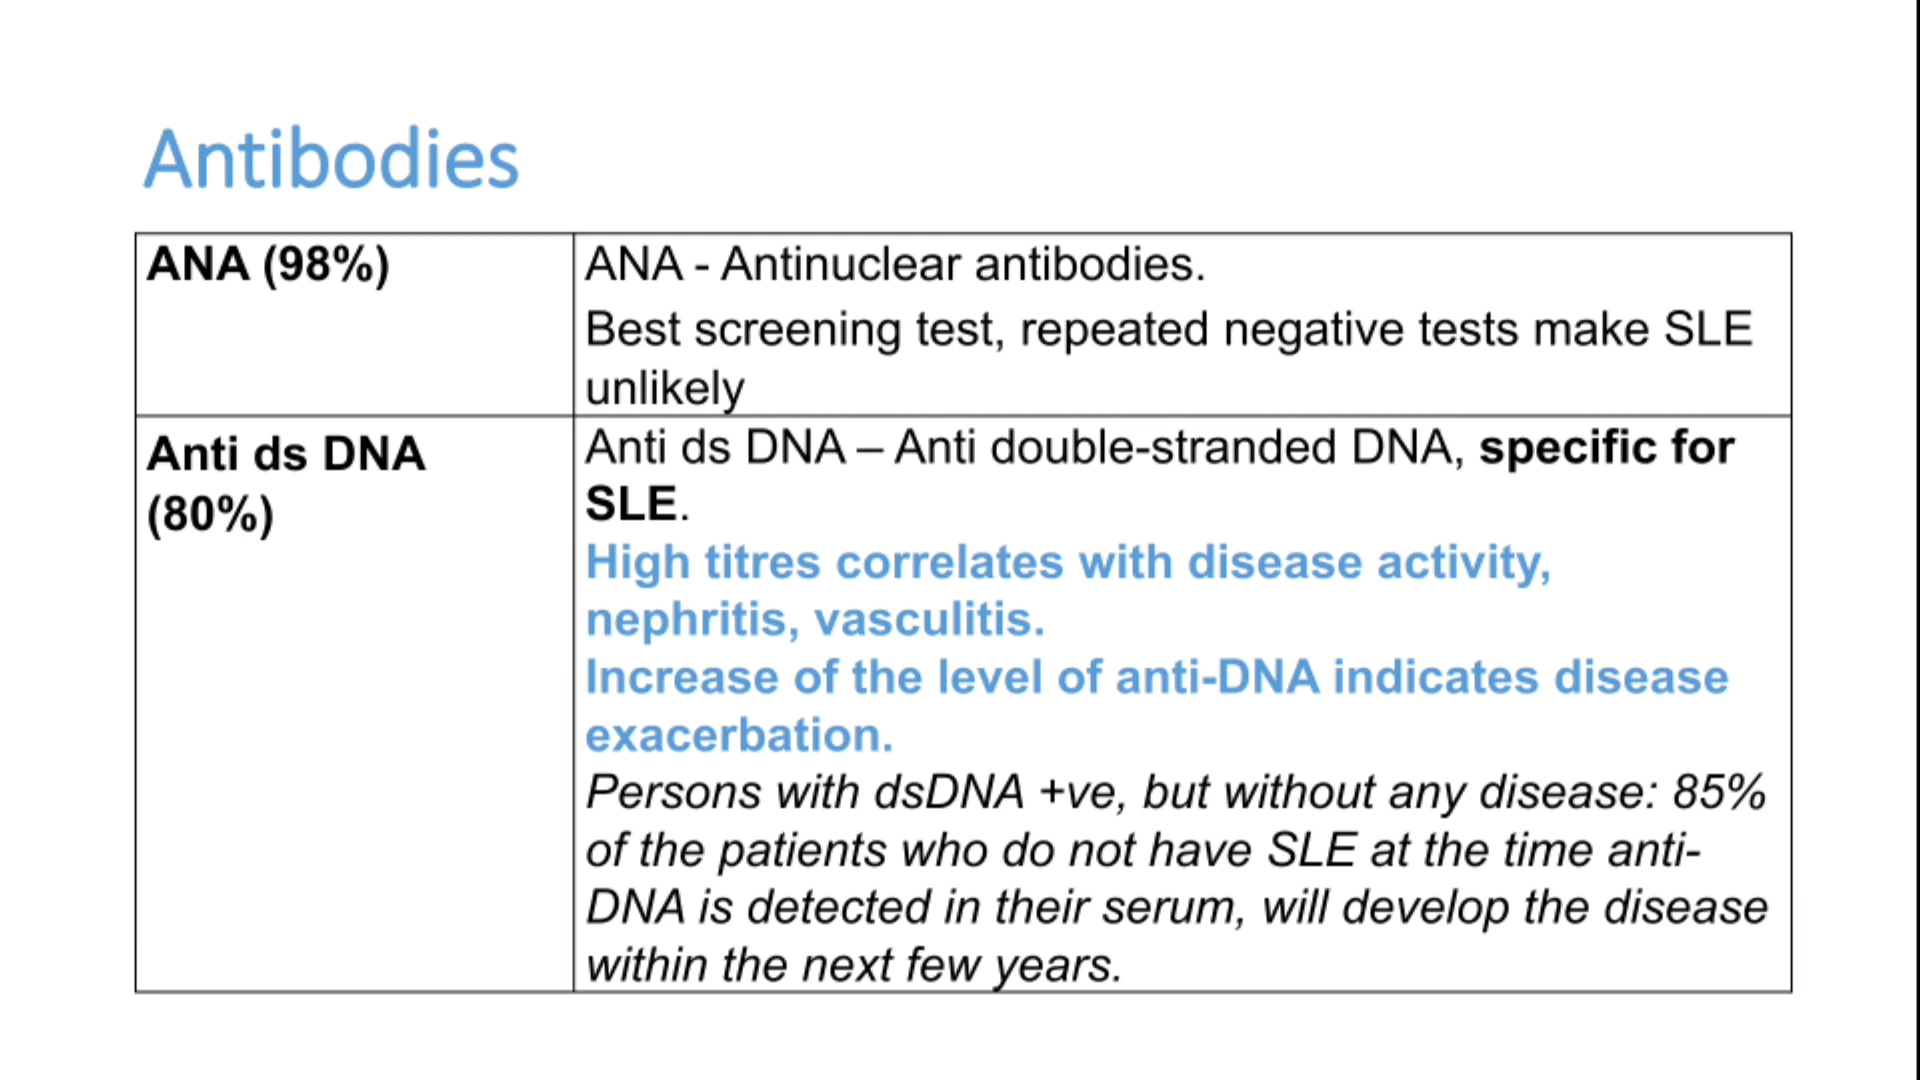 Antibodies
ANA (98%)
ANA - Antinuclear antibodies.
Best screening test, repeated negative tests make SLE
unlikely
Anti ds DNA
(80%)
Anti ds DNA – Anti double-stranded DNA, specific for
SLE.
High titres correlates with disease activity,
nephritis, vasculitis.
Increase of the level of anti-DNA indicates disease
exacerbation.
Persons with dsDNA +ve, but without any disease: 85%
of the patients who do not have SLE at the time anti-
DNA is detected in their serum, will develop the disease
within the next few years.